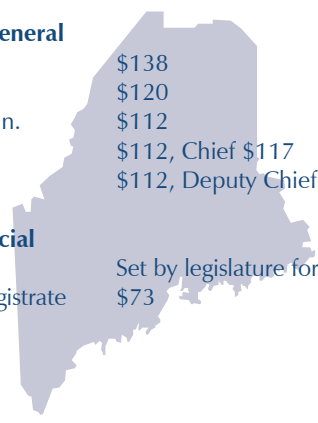 eneral
$138
$120
n. $112
$112, Chief $117
$112, Deputy Chief
cial
Set by legislature for
gistrate $73